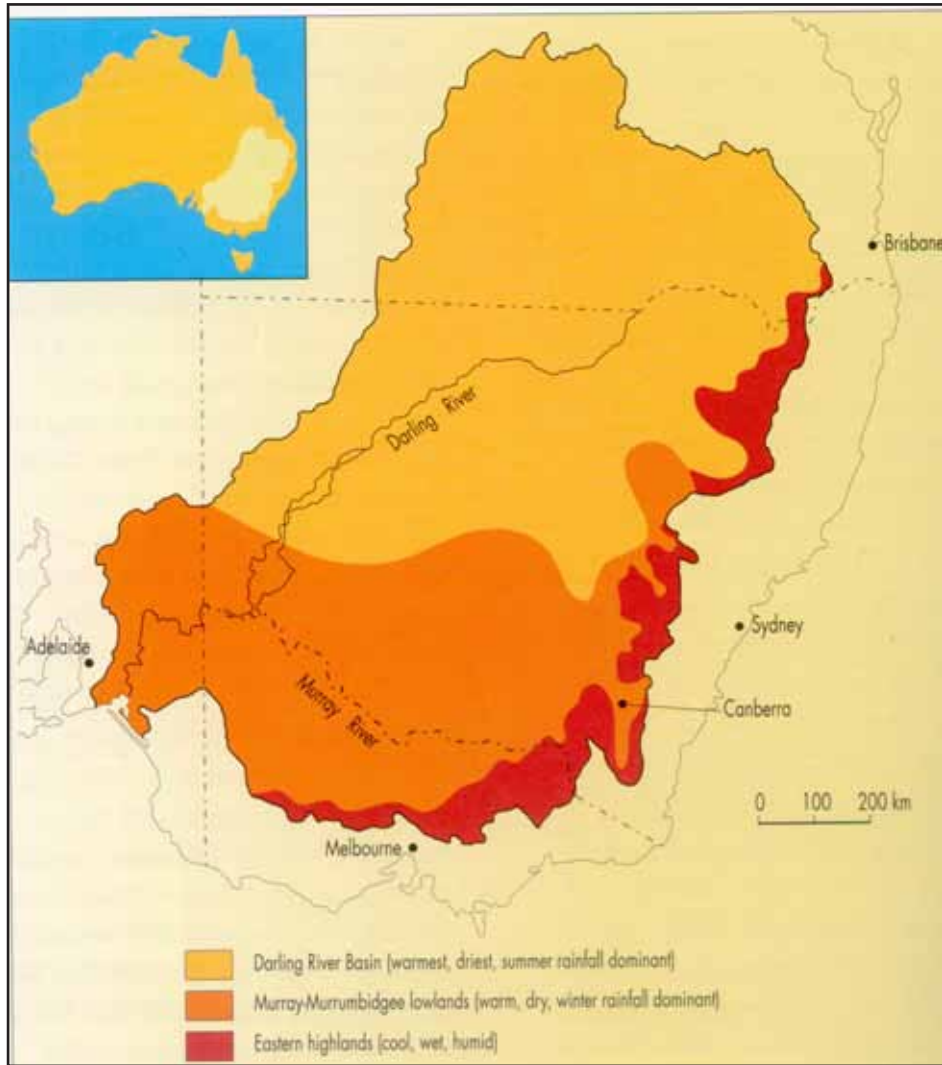 Brisbane
Darling River
Adelaide
Sydney
Murray River
Canberra
0 100 200 km
Melbourne
Darling River Basin (warmest, driest, summer rainfall dominant)
Murray-Murrumbidgee lowlands (warm, dry, winter rainfall dominant)
Eastern highlands (cool, wet, humid)